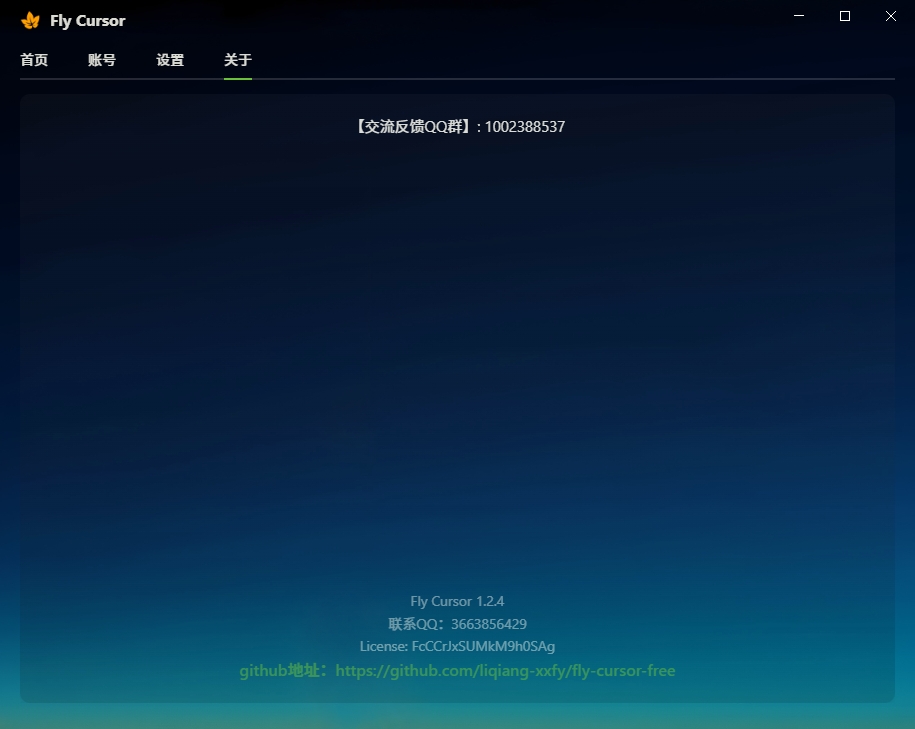 Fly Cursor
首页 账号 设置 关于
【交流反馈QQ群】: 1002388537
Fly Cursor 1.2.4
联系QQ：3663856429
License: FcCCrJxSUMkM9h0SAg
github地址：https://github.com/liqiang-xxfy/fly-cursor-free